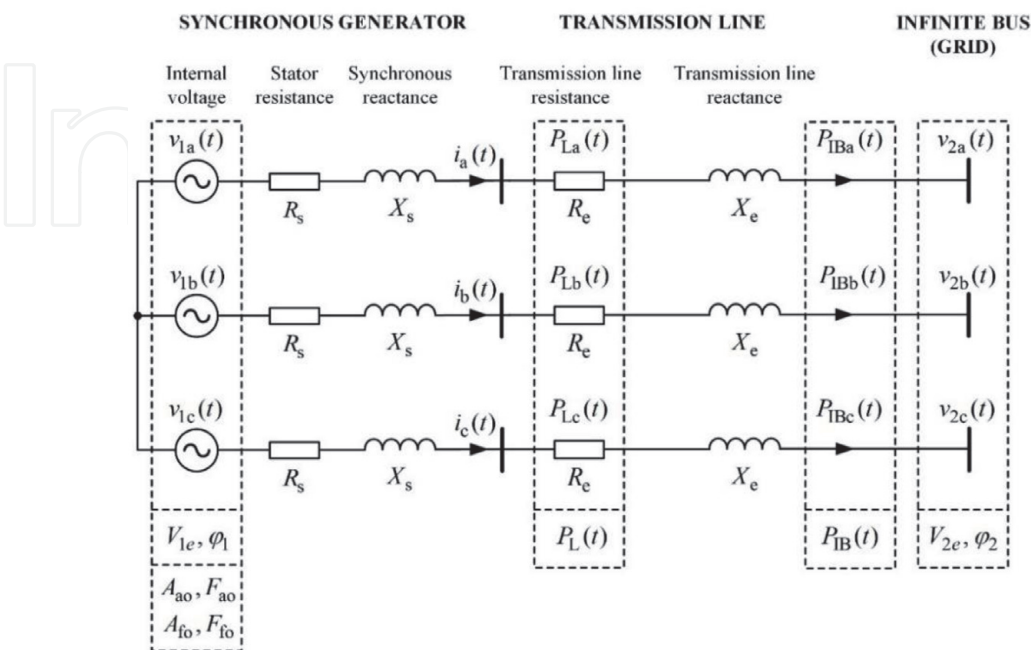 SYNCHRONOUS GENERATOR TRANSMISSION LINE INFINITE BUS
(GRID)
Internal voltage Stator resistance Synchronous reactance Transmission line resistance Transmission line reactance
v1a(t) ia(t) PLa(t) PIBa(t) v2a(t)
Rs Xs Re Xe
v1b(t) ib(t) PLb(t) PIBb(t) v2b(t)
Rs Xs Re Xe
v1c(t) ic(t) PLc(t) PIBc(t) v2c(t)
Rs Xs Re Xe
V1e, φ1 PL(t) PIB(t) V2e, φ2
Aao, Fao
Afo, Ffo